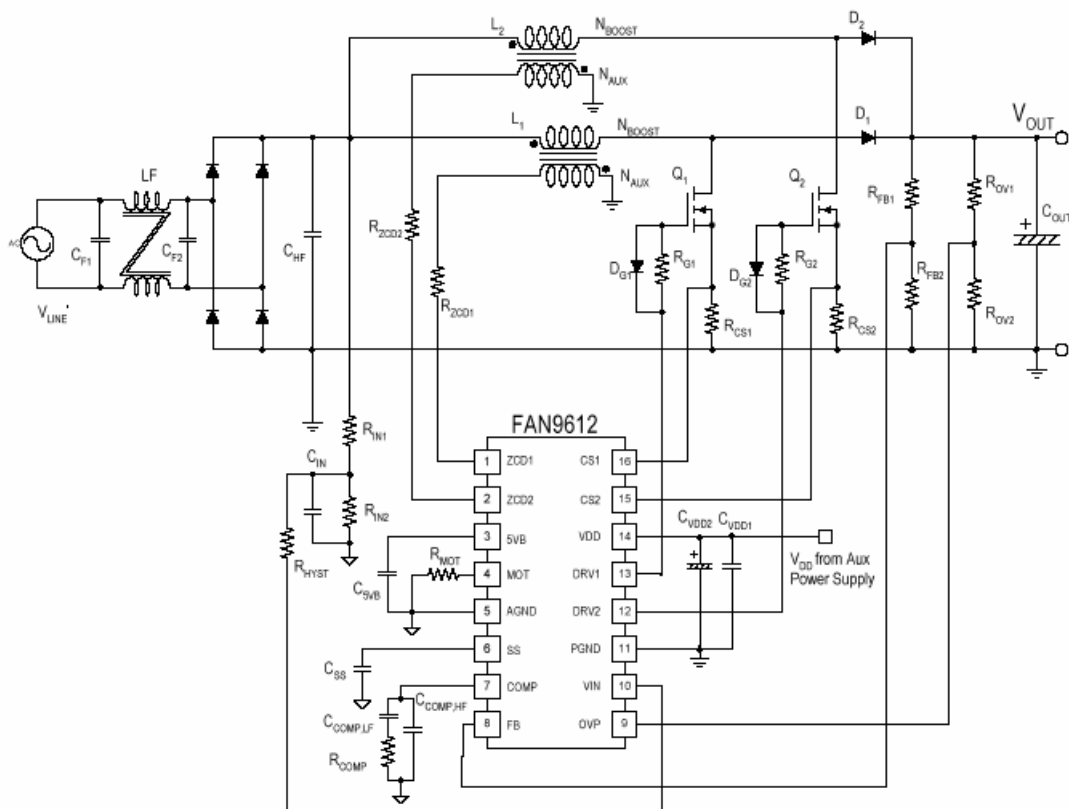 L2
NBOOST
D2
NAUX
L1
NBOOST
D1
VOUT
NAUX
Q1
Q2
LF
RFB1
ROV1
COUT
AC
CF1
CF2
CHF
RZCD2
DG1
RG1
DG2
RG2
RFB2
RZCD1
RCS1
RCS2
ROV2
VLINE'
FAN9612
RIN1
CIN
RIN2
RHYST
1 ZCD1 CS1 16
2 ZCD2 CS2 15
3 5VB VDD 14
4 MOT DRV1 13
5 AGND DRV2 12
6 SS PGND 11
7 COMP VIN 10
8 FB OVP 9
CVDD2
CVDD1
VDD from Aux
Power Supply
RMOT
C5VB
CSS
CCOMP,HF
CCOMP,LF
RCOMP